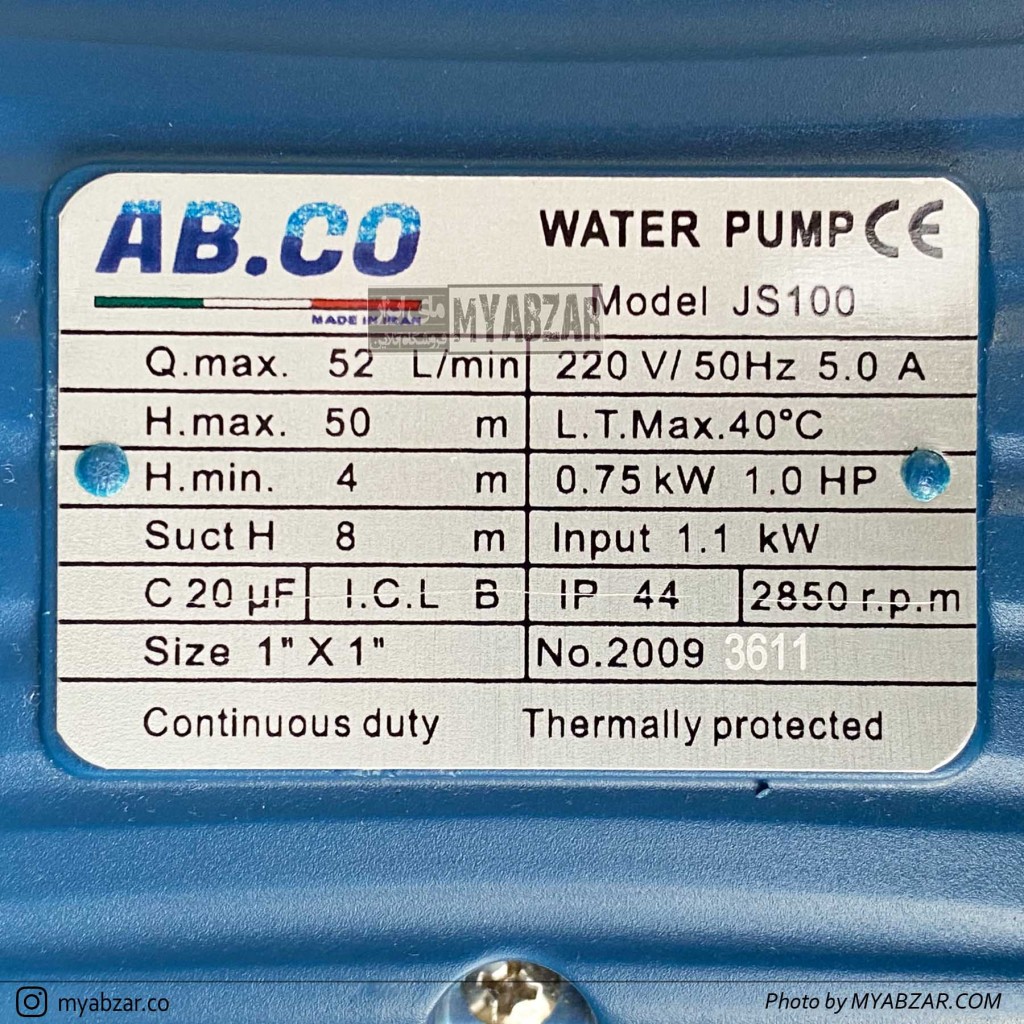 AB.CO
WATER PUMP CE
MADE IN IRAN
MYABZAR
Model JS100
Q.max. 52 L/min 220 V/ 50Hz 5.0 A
H.max. 50 m L.T.Max.40°C
H.min. 4 m 0.75 kW 1.0 HP
Suct H 8 m Input 1.1 kW
C 20 µF I.C.L B IP 44 2850 r.p.m
Size 1" X 1" No.2009 3611
Continuous duty Thermally protected
myabzar.co
Photo by MYABZAR.COM